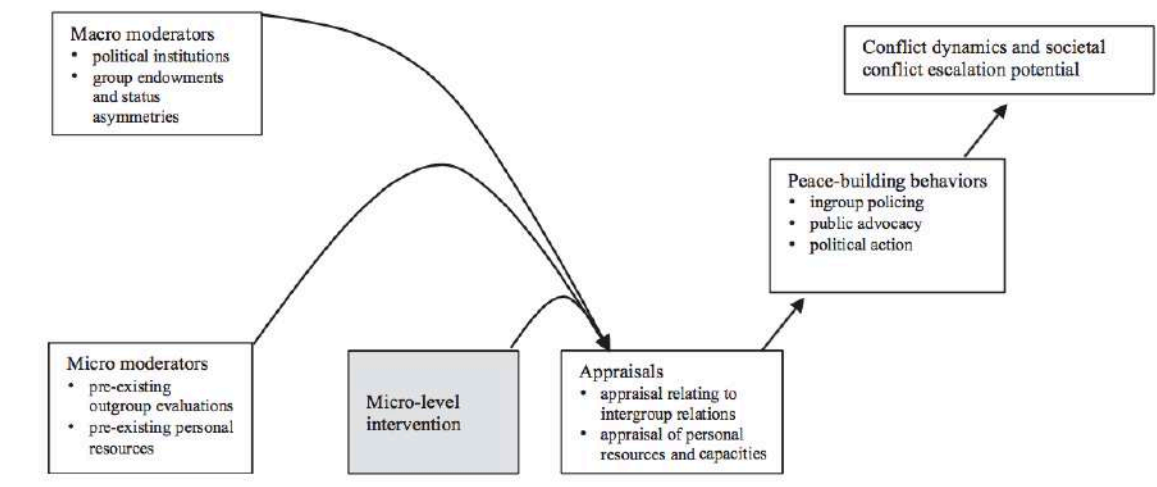 Macro moderators
• political institutions
• group endowments
and status
asymmetries
Conflict dynamics and societal
conflict escalation potential
Peace-building behaviors
• ingroup policing
• public advocacy
• political action
Micro moderators
• pre-existing
outgroup evaluations
• pre-existing personal
resources
Micro-level
intervention
Appraisals
• appraisal relating to
intergroup relations
• appraisal of personal
resources and capacities